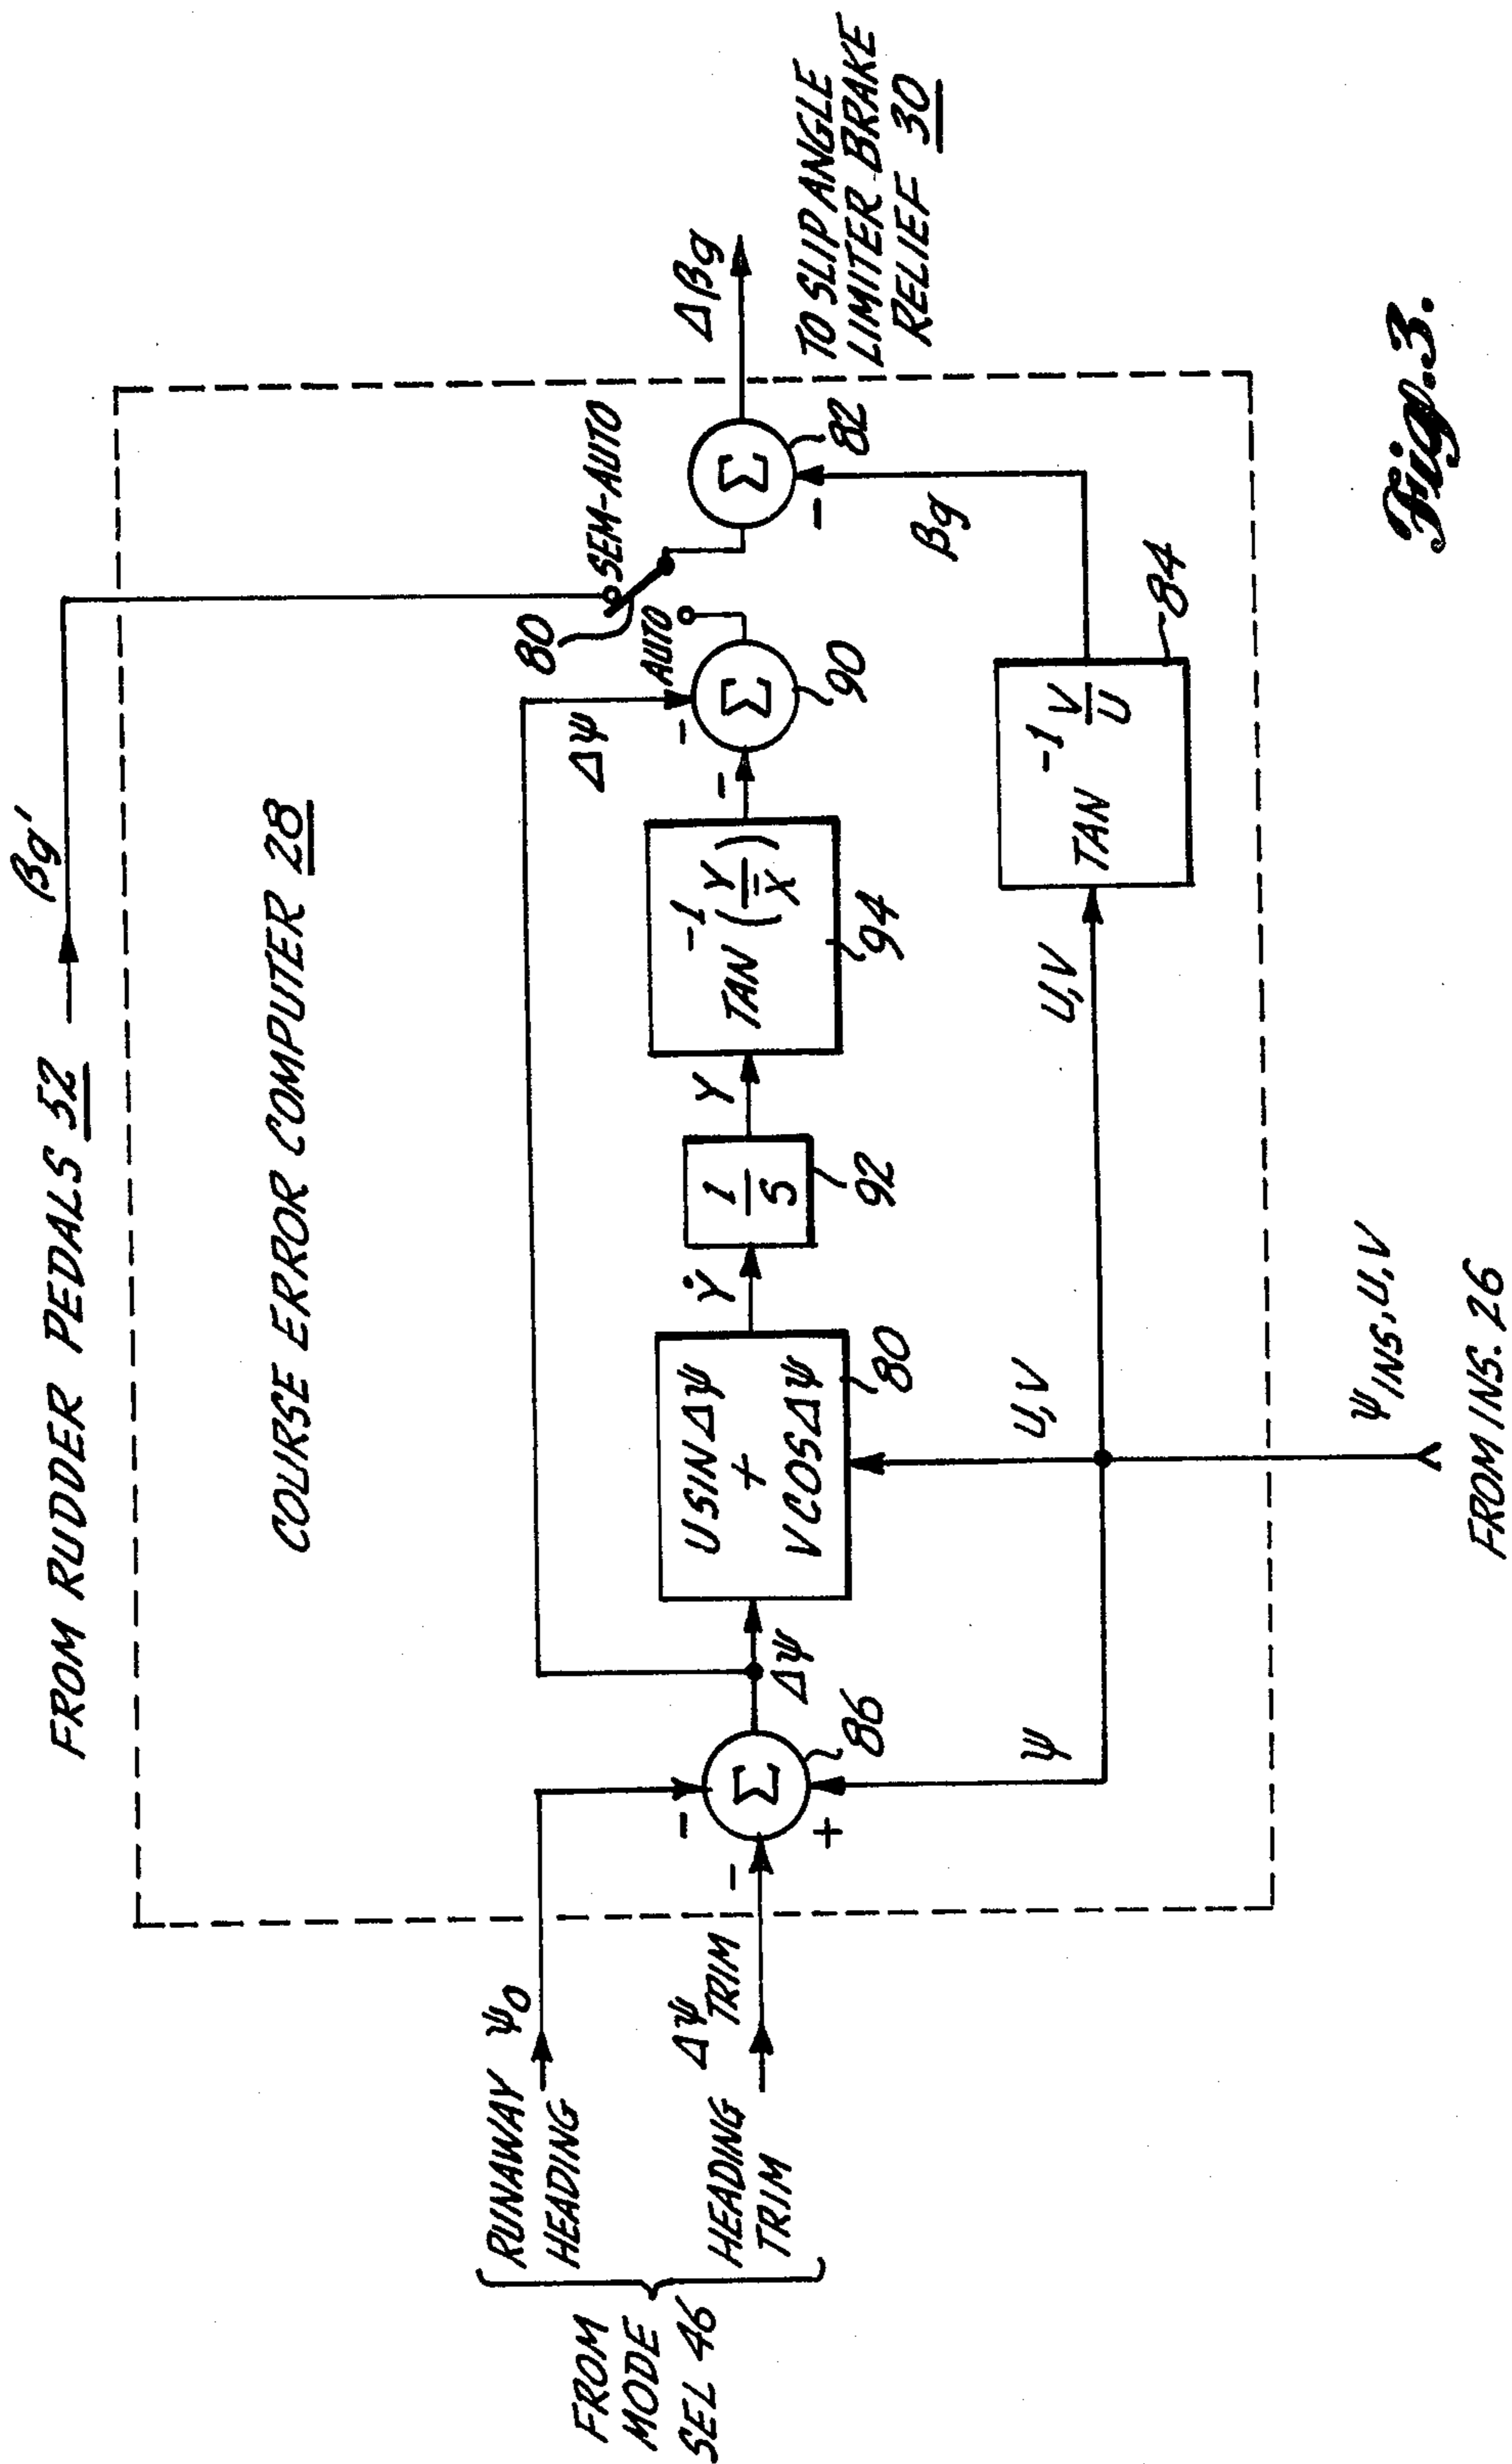 FROM RUDDER PEDALS 52
βg'
COURSE ERROR COMPUTER 28
FROM
MODE
SEL 46
RUNAWAY Ψ0
HEADING
HEADING
TRIM
ΔΨ
TRIM
-
-
+
Σ
86
Ψ
ΔΨ
USINΔΨ
+
VCOSΔΨ
80
U,V
Ẏ
1
S
92
Y
TAN⁻¹(Y
X̄)
94
-
-
ΔΨ
Σ
90
AUTO
80
SEM-AUTO
Σ
82
-
βg
U,V
TAN⁻¹ V
U
84
Δβg
TO SLIP ANGLE
LIMITER-BRAKE
RELIEF 30
ΨINS,U,V
FROM INS. 26
Fig.3.